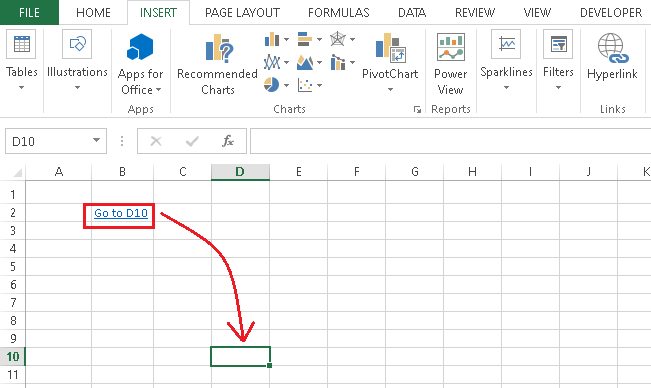 FILE HOME INSERT PAGE LAYOUT FORMULAS DATA REVIEW VIEW DEVELOPER
Tables Illustrations Apps for Recommended PivotChart Power Sparklines Filters Hyperlink
Office Charts View
Apps Charts Reports Links
D10 fx
A B C D E F G H I J K
1
2 Go to D10
3
4
5
6
7
8
9
10
11